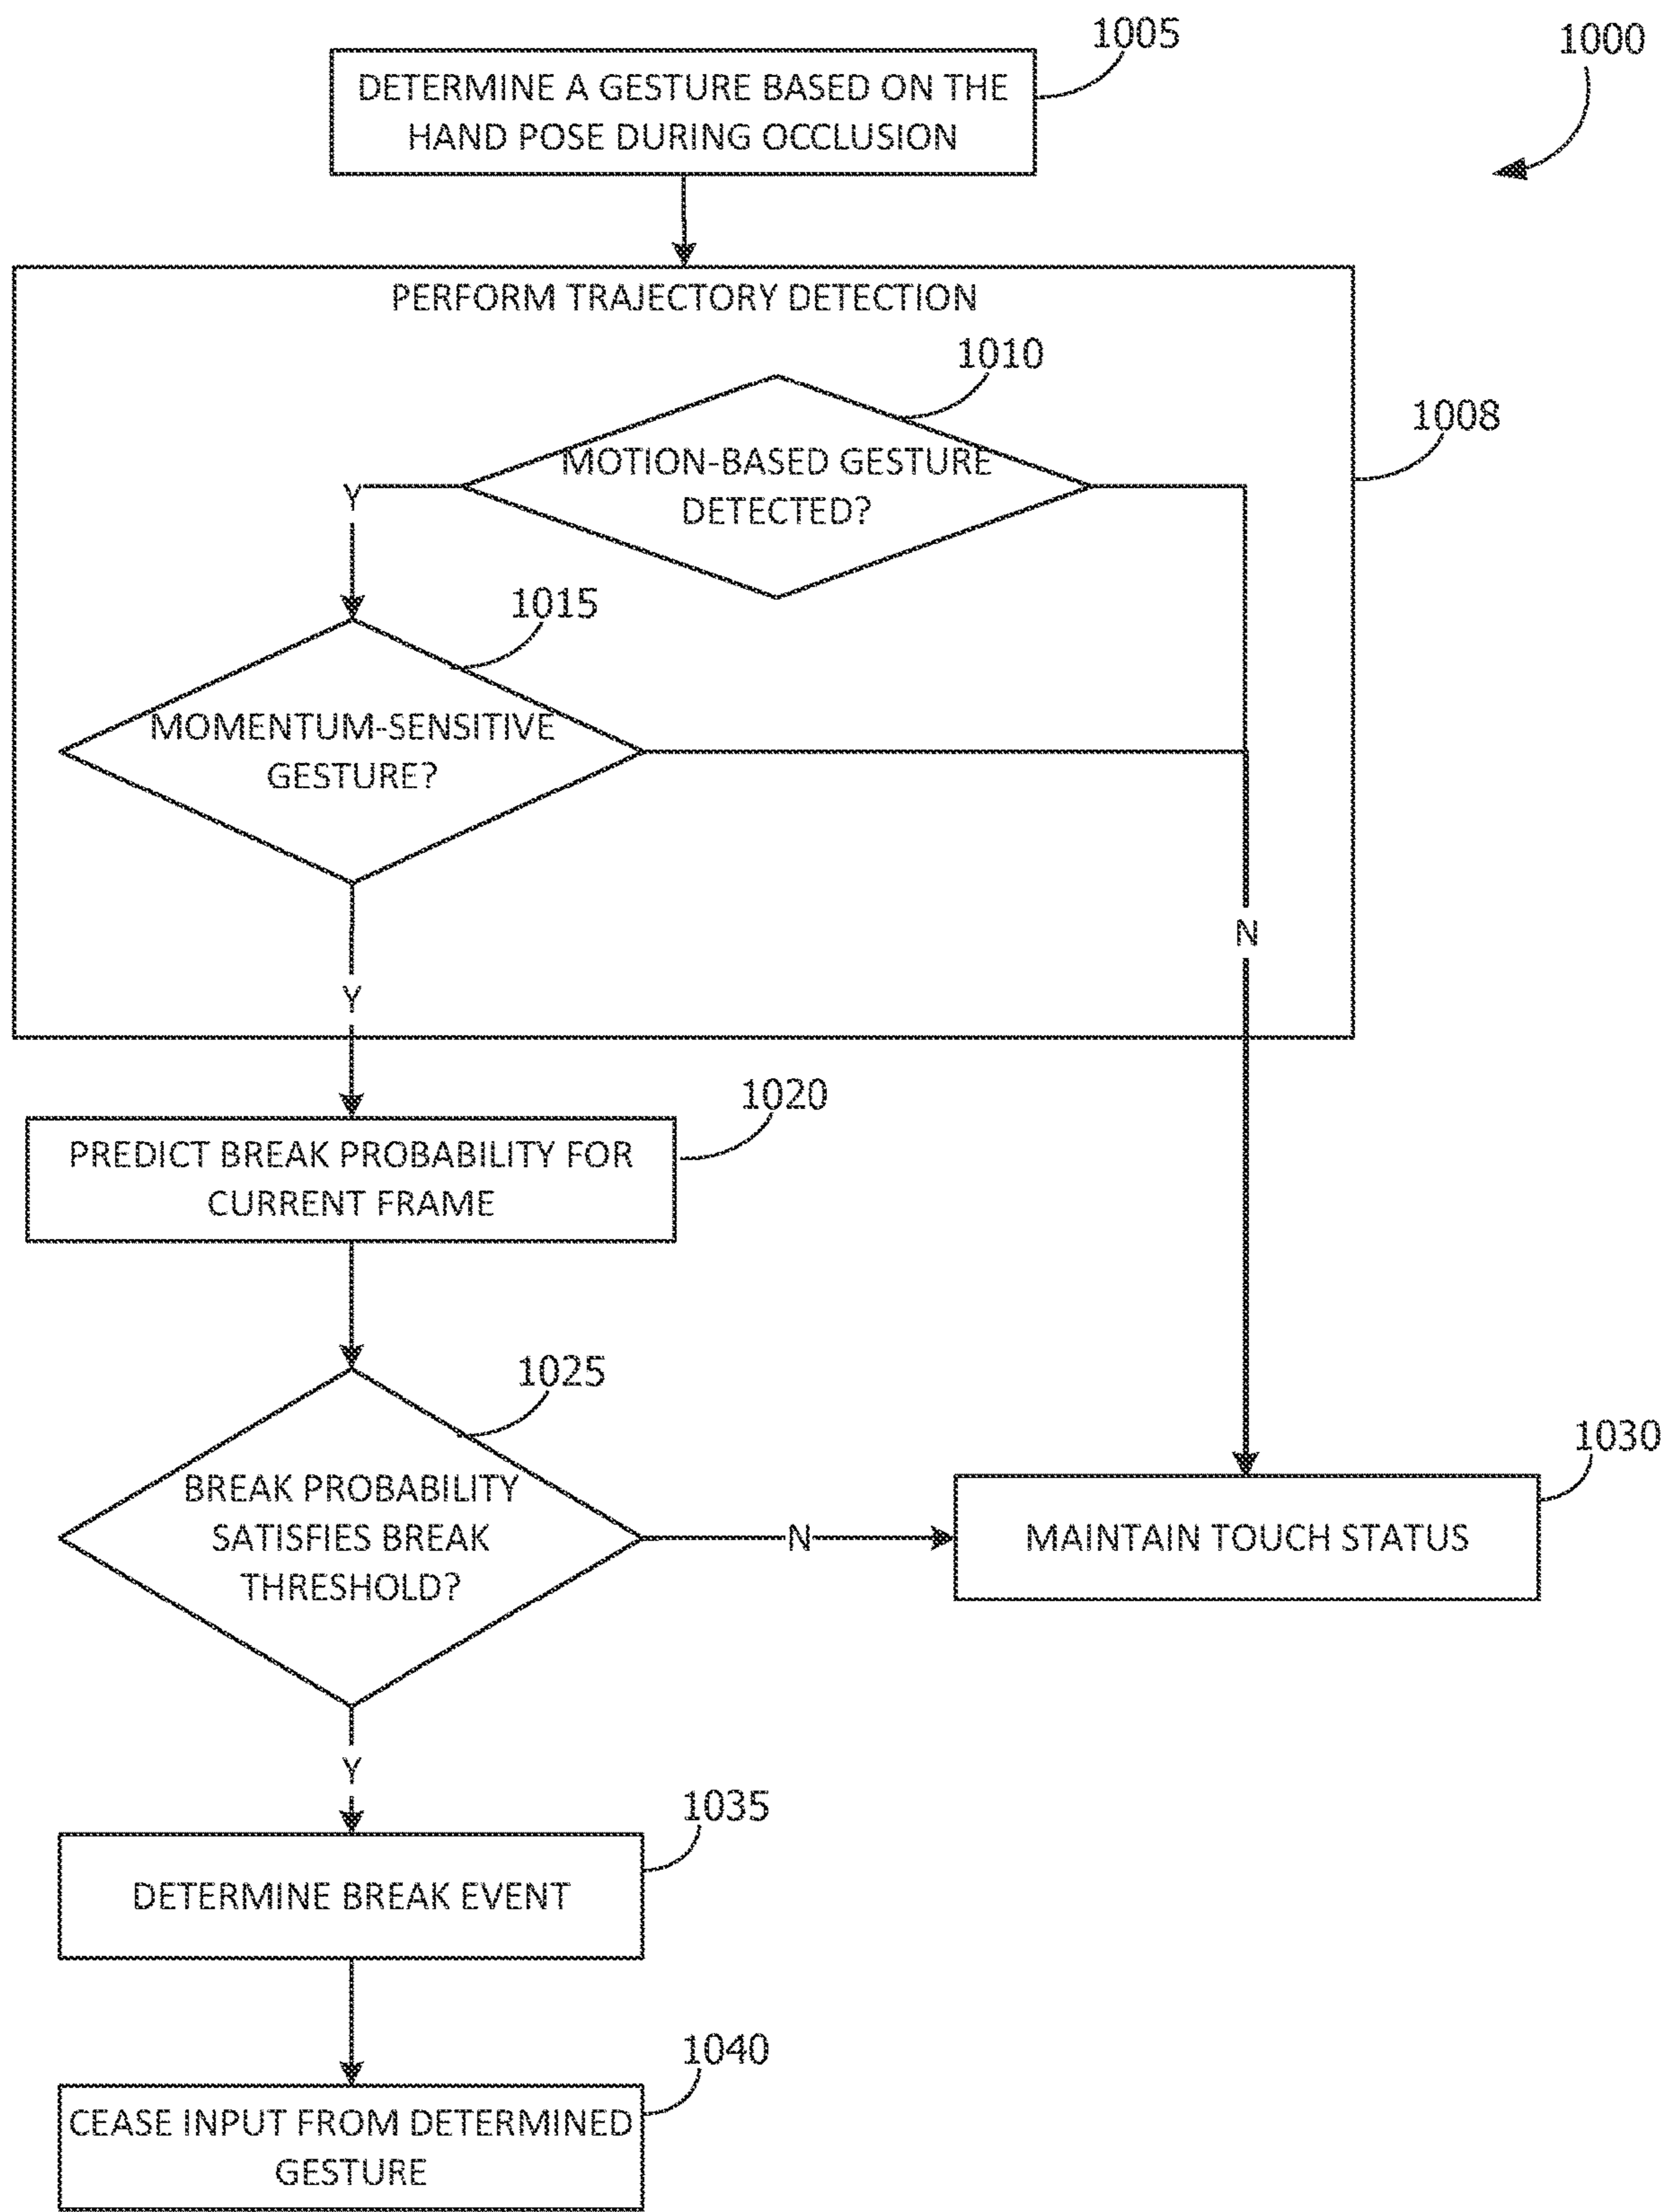 1005
1000
DETERMINE A GESTURE BASED ON THE
HAND POSE DURING OCCLUSION
PERFORM TRAJECTORY DETECTION
1010
1008
MOTION-BASED GESTURE
DETECTED?
Y
1015
MOMENTUM-SENSITIVE
GESTURE?
N
Y
1020
PREDICT BREAK PROBABILITY FOR
CURRENT FRAME
1025
1030
BREAK PROBABILITY
SATISFIES BREAK
THRESHOLD?
N
MAINTAIN TOUCH STATUS
Y
1035
DETERMINE BREAK EVENT
1040
CEASE INPUT FROM DETERMINED
GESTURE